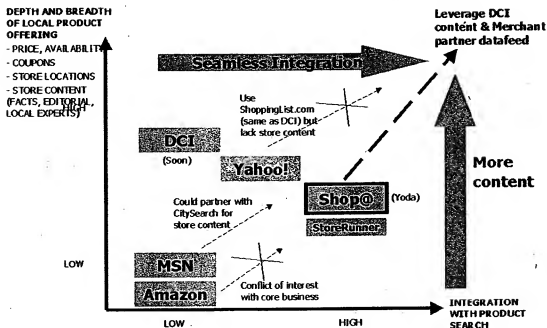 DEPTH AND BREADTH
OF LOCAL PRODUCT
OFFERING
- PRICE, AVAILABILITY
- COUPONS
- STORE LOCATIONS
- STORE CONTENT
(FACTS, EDITORIAL,
HIGH
LOCAL EXPERTS)
Leverage DCI
content & Merchant
partner datafeed
Seamless Integration
Use
ShoppingList.com
(same as DCI) but
lack store content
DCI
(Soon)
Yahoo!
More
content
Shop@ (Yoda)
StoreRunner
Could partner with
CitySearch for
store content
LOW
MSN
Amazon
Conflict of interest
with core business
INTEGRATION
WITH PRODUCT
SEARCH
LOW
HIGH